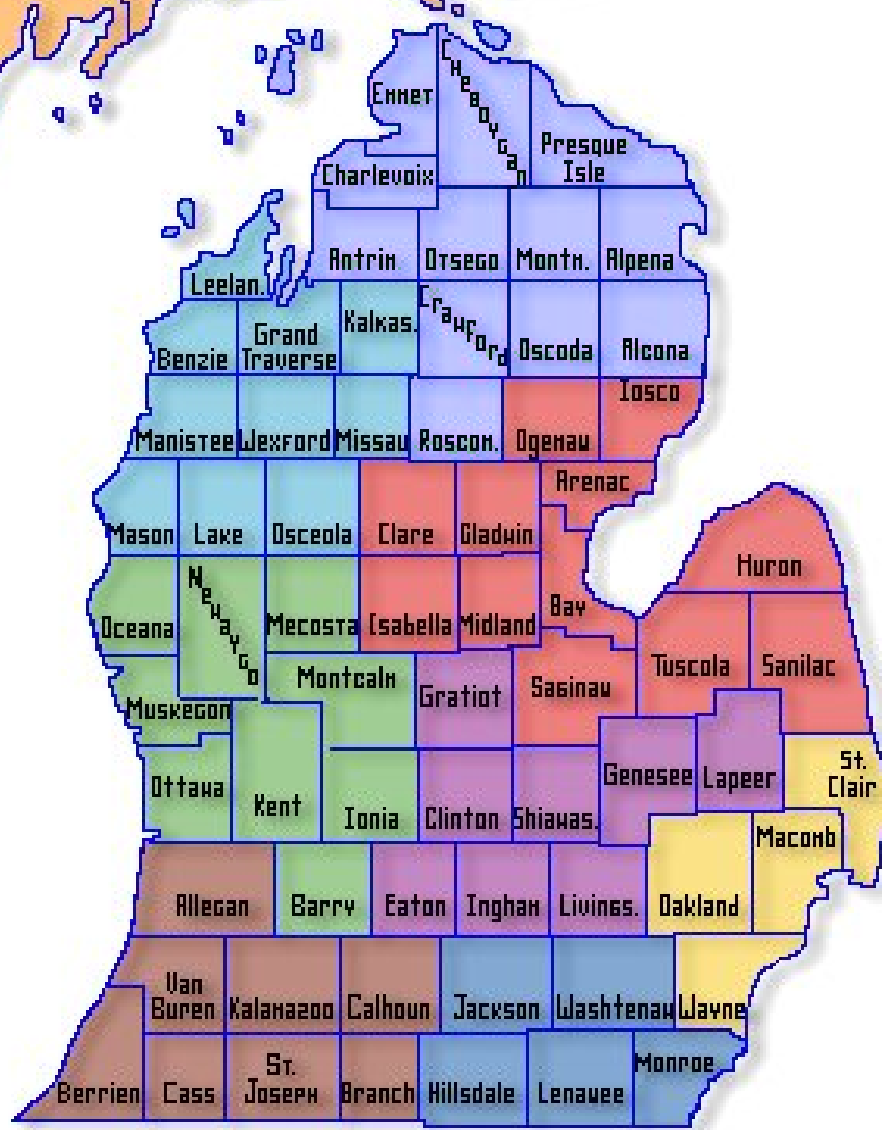 Emmet
Cheboygan
Presque
Isle
Charlevoix
Antrim
Otsego
Montm.
Alpena
Leelan.
Benzie
Grand
Traverse
Kalkas.
Crawford
Oscoda
Alcona
Iosco
Manistee
Wexford
Missau
Roscom.
Ogemaw
Arenac
Mason
Lake
Osceola
Clare
Gladwin
Huron
Oceana
Newaygo
Mecosta
Isabella
Midland
Bay
Tuscola
Sanilac
Muskegon
Montcalm
Gratiot
Saginaw
Ottawa
Kent
Ionia
Clinton
Shiawas.
Genesee
Lapeer
St.
Clair
Macomb
Allegan
Barry
Eaton
Ingham
Livings.
Oakland
Van
Buren
Kalamazoo
Calhoun
Jackson
Washtenaw
Wayne
Berrien
Cass
St.
Joseph
Branch
Hillsdale
Lenawee
Monroe